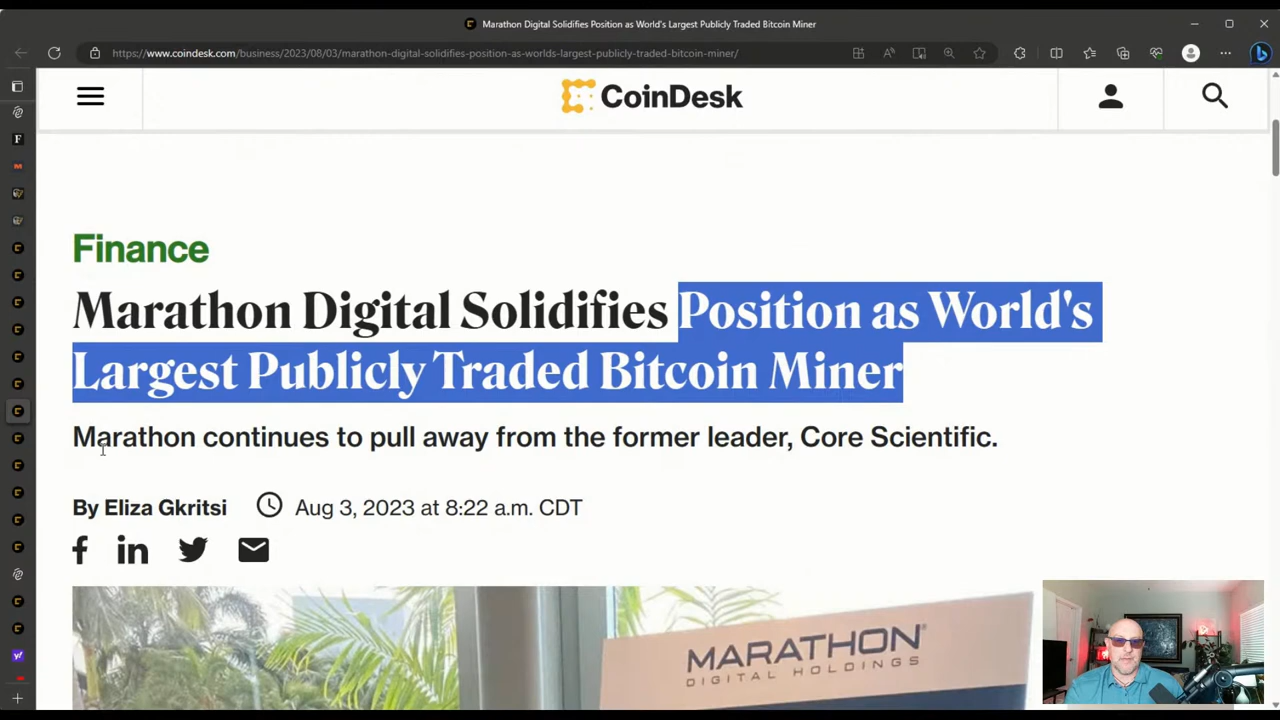 Marathon Digital Solidifies Position as World's Largest Publicly Traded Bitcoin Miner
https://www.coindesk.com/business/2023/08/03/marathon-digital-solidifies-position-as-worlds-largest-publicly-traded-bitcoin-miner/
CoinDesk
Finance
Marathon Digital Solidifies Position as World's
Largest Publicly Traded Bitcoin Miner
Marathon continues to pull away from the former leader, Core Scientific.
By Eliza Gkritsi Aug 3, 2023 at 8:22 a.m. CDT
MARATHON®
DIGITAL HOLDINGS